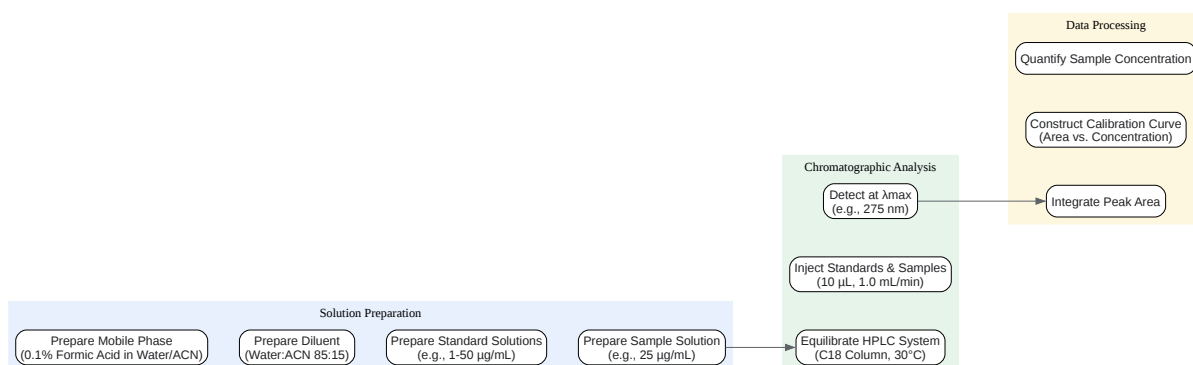 Data Processing
Quantify Sample Concentration
Construct Calibration Curve
(Area vs. Concentration)
Integrate Peak Area
Chromatographic Analysis
Detect at λmax
(e.g., 275 nm)
Inject Standards & Samples
(10 µL, 1.0 mL/min)
Equilibrate HPLC System
(C18 Column, 30°C)
Solution Preparation
Prepare Mobile Phase
(0.1% Formic Acid in Water/ACN)
Prepare Diluent
(Water:ACN 85:15)
Prepare Standard Solutions
(e.g., 1-50 µg/mL)
Prepare Sample Solution
(e.g., 25 µg/mL)